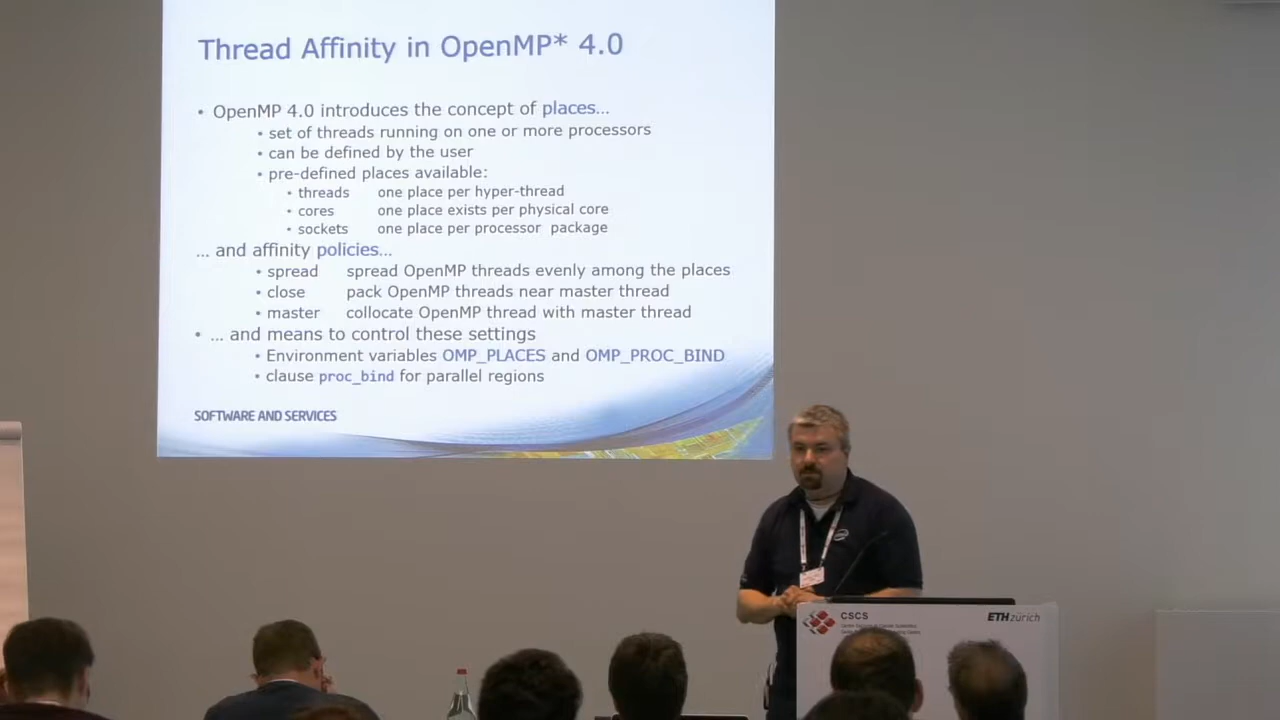 Thread Affinity in OpenMP* 4.0
• OpenMP 4.0 introduces the concept of places…
• set of threads running on one or more processors
• can be defined by the user
• pre-defined places available:
• threads one place per hyper-thread
• cores one place exists per physical core
• sockets one place per processor package
… and affinity policies…
• spread spread OpenMP threads evenly among the places
• close pack OpenMP threads near master thread
• master collocate OpenMP thread with master thread
• … and means to control these settings
• Environment variables OMP_PLACES and OMP_PROC_BIND
• clause proc_bind for parallel regions
SOFTWARE AND SERVICES
CSCS
ETH zürich